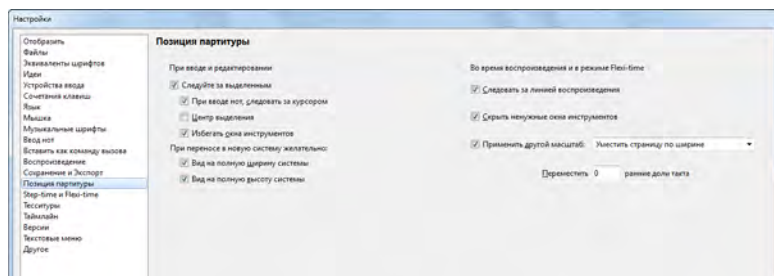 Настройки
Отобразить
Файлы
Эквиваленты шрифтов
Идеи
Устройства ввода
Сочетания клавиш
Язык
Мышка
Музыкальные шрифты
Ввод нот
Вставить как команду вызова
Воспроизведение
Сохранение и Экспорт
Позиция партитуры
Step-time и Flexi-time
Тесситуры
Таймлайн
Версии
Текстовые меню
Другое
Позиция партитуры
При вводе и редактировании
Следуйте за выделенным
При вводе нот, следовать за курсором
Центр выделения
Избегать окна инструментов
При переносе в новую систему желательно:
Вид на полную ширину системы
Вид на полную высоту системы
Во время воспроизведения и в режиме Flexi-time
Следовать за линией воспроизведения
Скрыть ненужные окна инструментов
Применить другой масштаб: Уместить страницу по ширине
Переместить 0 ранние доли такта